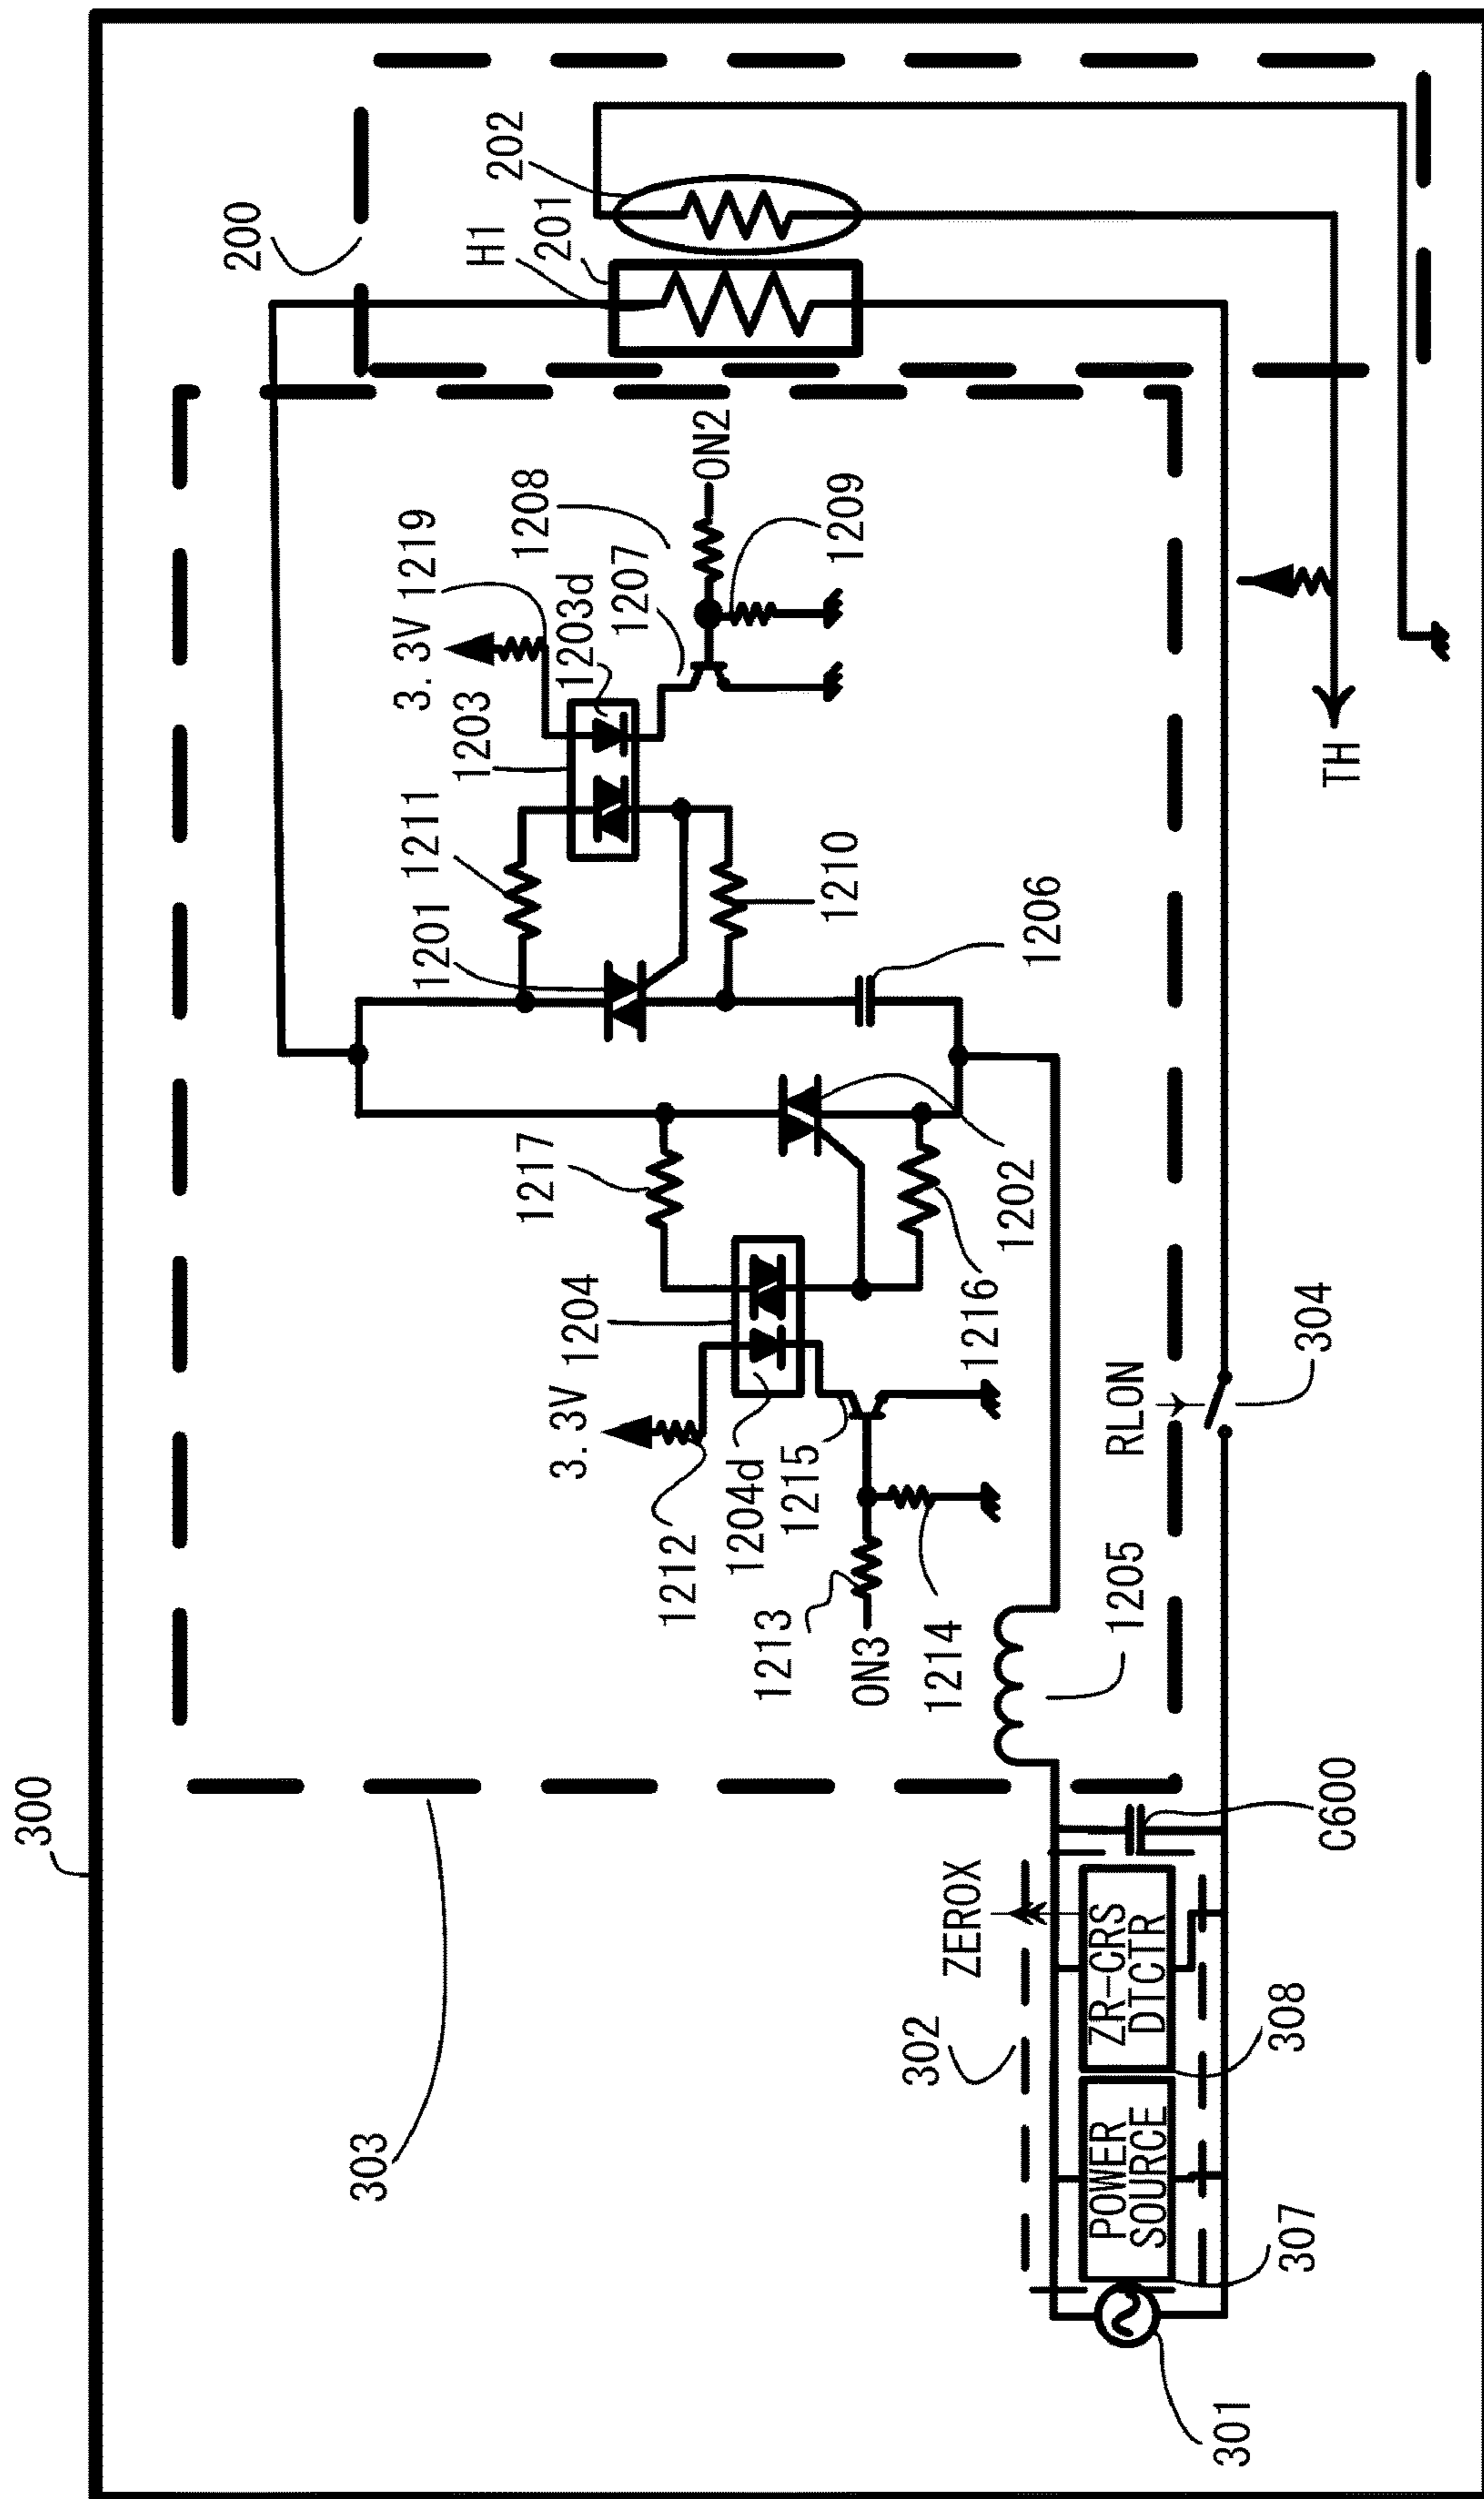 300
303
200
202
H1
201
3.3V
1219
1208
1203
1203d
1207
ON2
1209
1211
1201
1210
1206
1217
1204
3.3V
1202
1216
1212
1204d
1215
1213
ON3
1214
1205
RLON
304
TH
C600
ZEROX
302
ZR-CRS
DTCTR
308
POWER
SOURCE
307
301